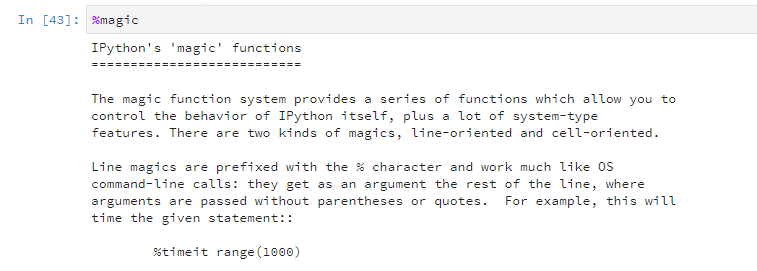 In [43]: %magic
IPython's 'magic' functions
===========================
The magic function system provides a series of functions which allow you to
control the behavior of IPython itself, plus a lot of system-type
features. There are two kinds of magics, line-oriented and cell-oriented.
Line magics are prefixed with the % character and work much like OS
command-line calls: they get as an argument the rest of the line, where
arguments are passed without parentheses or quotes.  For example, this will
time the given statement::
        %timeit range(1000)